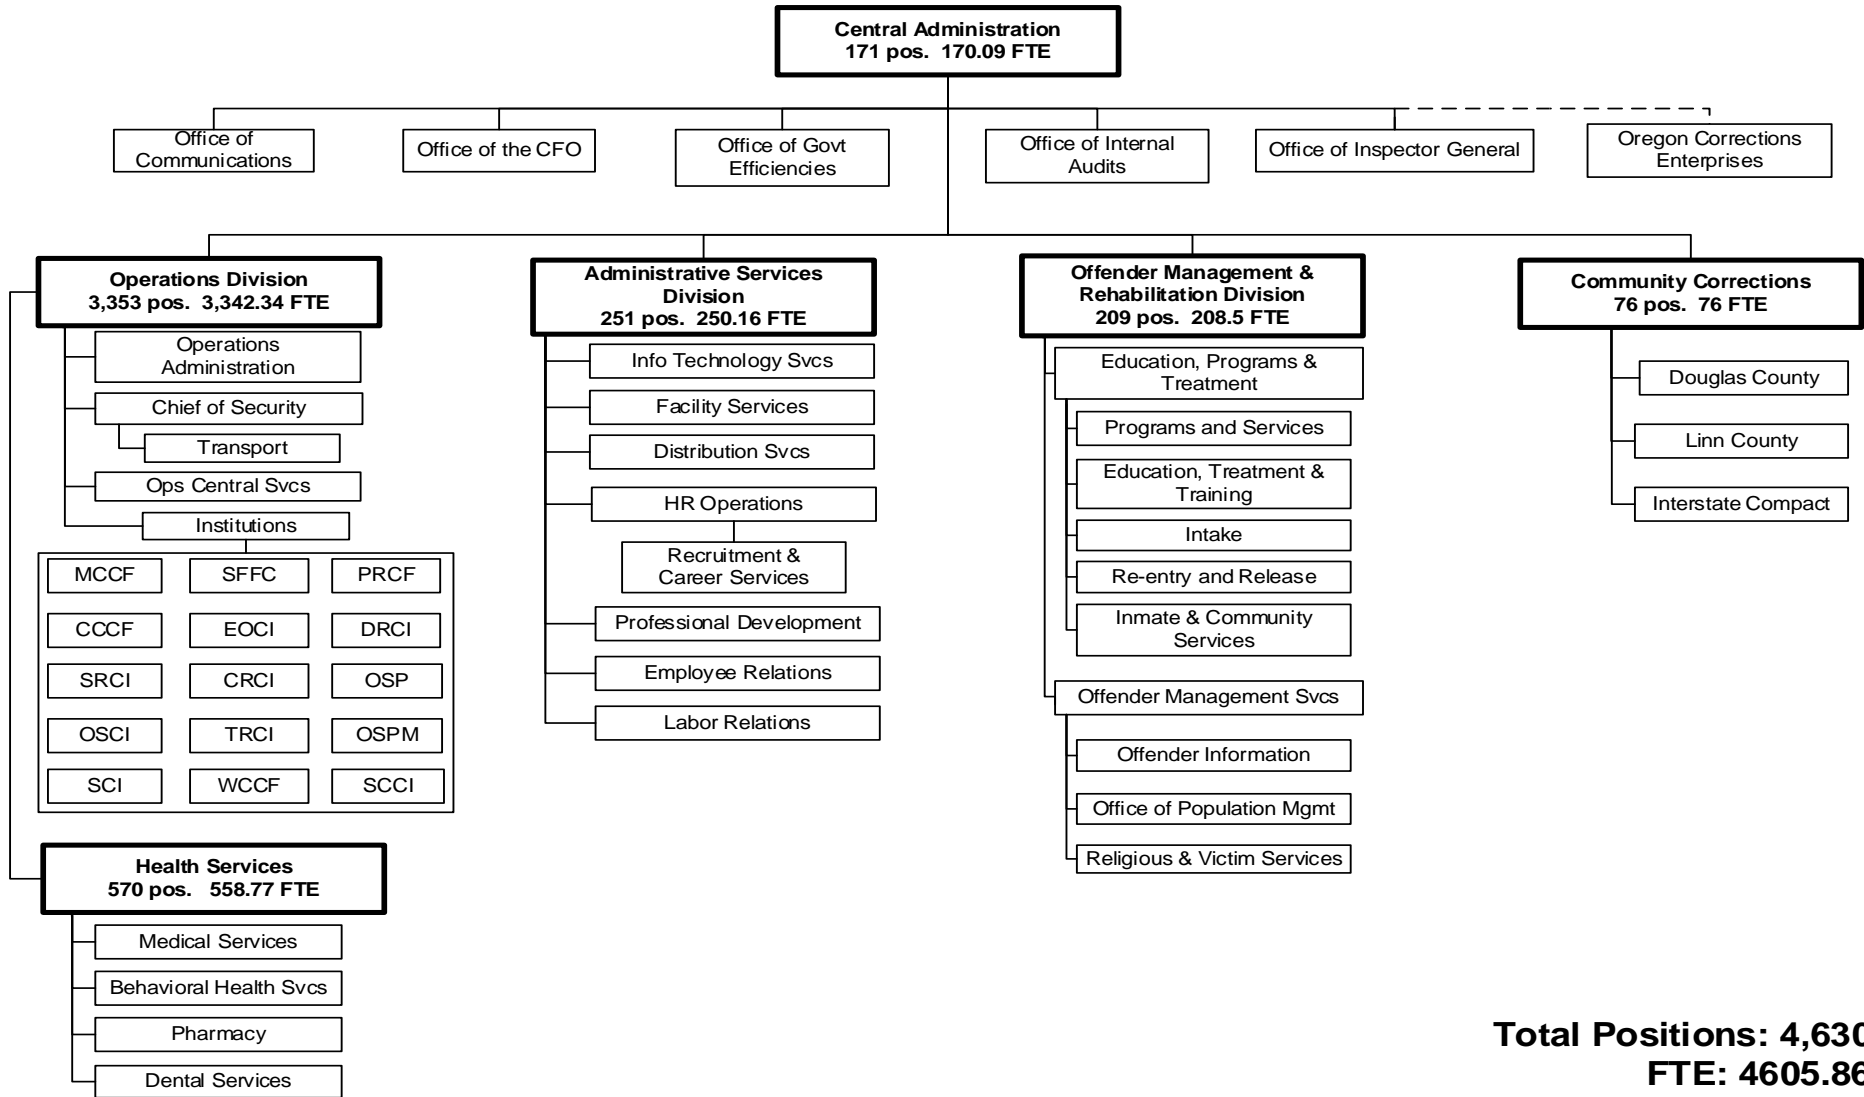 Central Administration
171 pos.  170.09 FTE
Office of
Communications
Office of the CFO
Office of Govt
Efficiencies
Office of Internal
Audits
Office of Inspector General
Oregon Corrections
Enterprises
Operations Division
3,353 pos.  3,342.34 FTE
Operations
Administration
Chief of Security
Transport
Ops Central Svcs
Institutions
MCCF
SFFC
PRCF
CCCF
EOCI
DRCI
SRCI
CRCI
OSP
OSCI
TRCI
OSPM
SCI
WCCF
SCCI
Health Services
570 pos.   558.77 FTE
Medical Services
Behavioral Health Svcs
Pharmacy
Dental Services
Administrative Services
Division
251 pos.  250.16 FTE
Info Technology Svcs
Facility Services
Distribution Svcs
HR Operations
Recruitment &
Career Services
Professional Development
Employee Relations
Labor Relations
Offender Management &
Rehabilitation Division
209 pos.  208.5 FTE
Education, Programs &
Treatment
Programs and Services
Education, Treatment &
Training
Intake
Re-entry and Release
Inmate & Community
Services
Offender Management Svcs
Offender Information
Office of Population Mgmt
Religious & Victim Services
Community Corrections
76 pos.  76 FTE
Douglas County
Linn County
Interstate Compact
Total Positions: 4,630
FTE: 4605.86